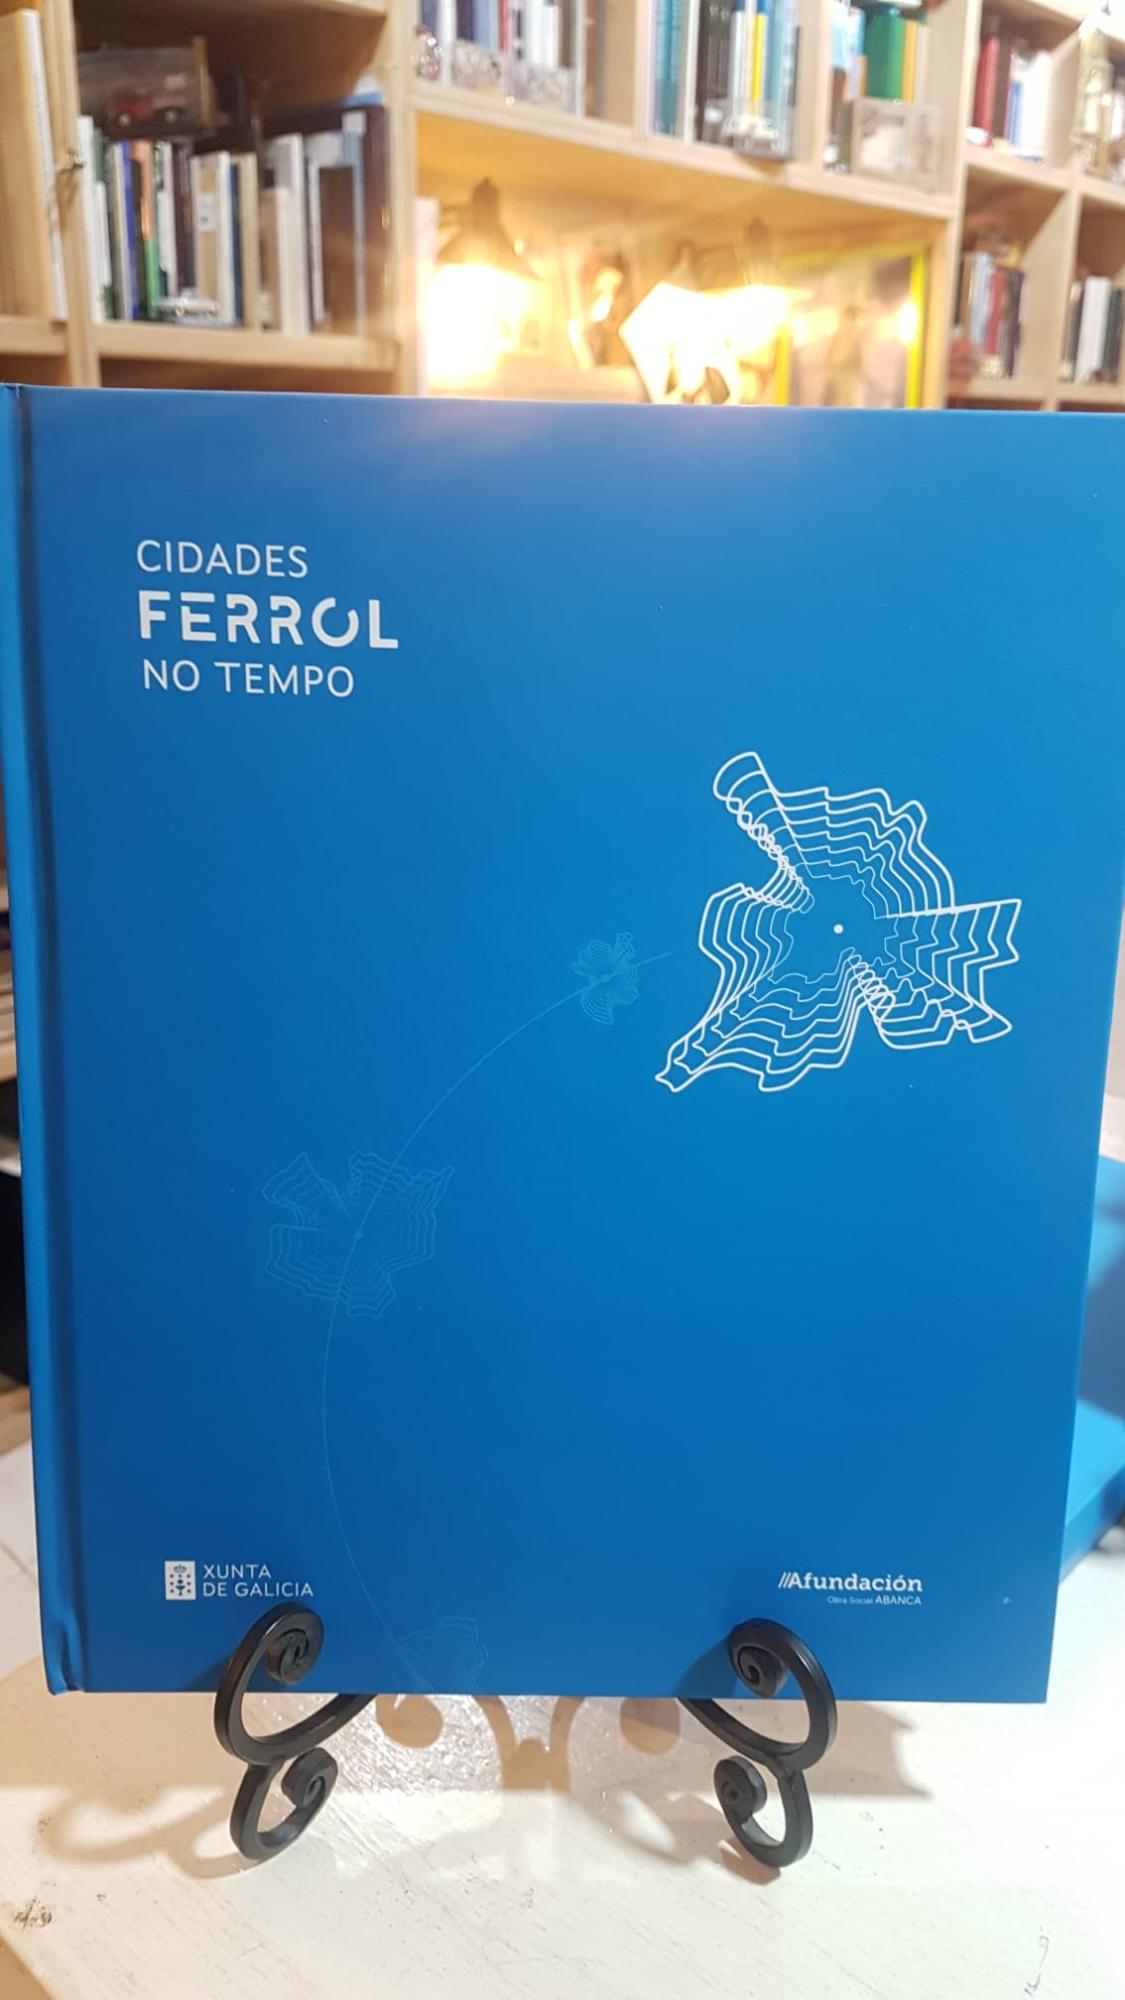 CIDADES
FERROL
NO TEMPO
XUNTA
DE GALICIA
//Afundación
Obra Social ABANCA